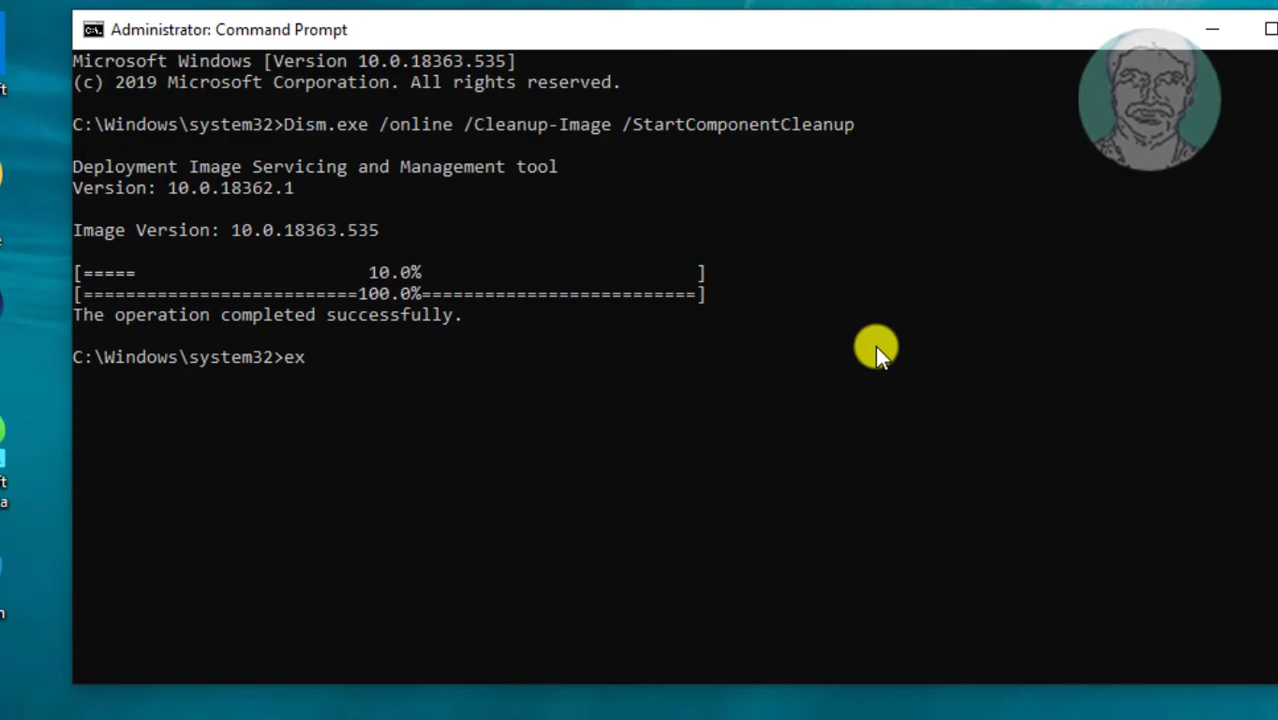 Administrator: Command Prompt
Microsoft Windows [Version 10.0.18363.535]
(c) 2019 Microsoft Corporation. All rights reserved.
C:\Windows\system32>Dism.exe /online /Cleanup-Image /StartComponentCleanup
Deployment Image Servicing and Management tool
Version: 10.0.18362.1
Image Version: 10.0.18363.535
[===== 10.0% ]
[==========================100.0%==========================]
The operation completed successfully.
C:\Windows\system32>ex